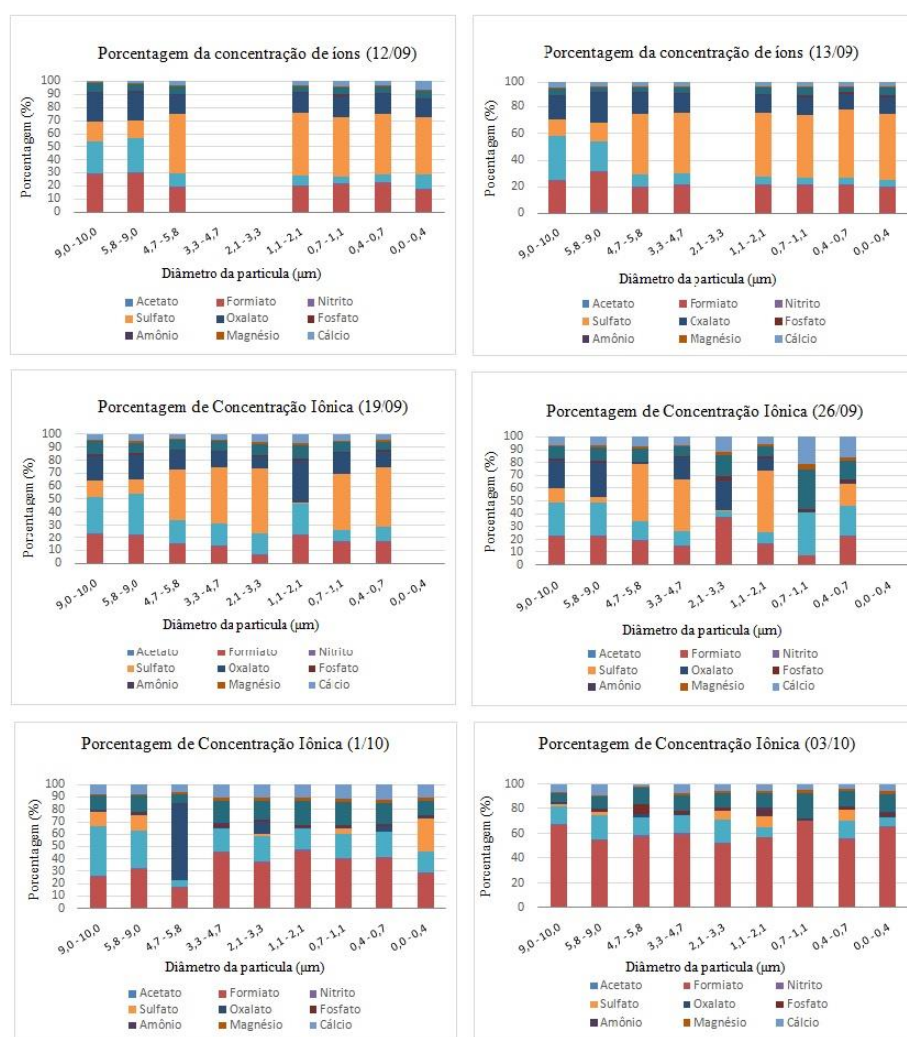 Porcentagem da concentração de íons (12/09)
Porcentagem (%)
100
90
80
70
60
50
40
30
20
10
0
9,0 - 10,0
5,8 - 9,0
4,7 - 5,8
3,3 - 4,7
2,1 - 3,3
1,1 - 2,1
0,7 - 1,1
0,4 - 0,7
0,0 - 0,4
Diâmetro da particula (µm)
Acetato Formiato Nitrito
Sulfato Oxalato Fosfato
Amônio Magnésio Cálcio
Porcentagem da concentração de íons (13/09)
Porcentagem (%)
100
80
60
40
20
0
9,0 - 10,0
5,8 - 9,0
4,7 - 5,8
3,3 - 4,7
2,1 - 3,3
1,1 - 2,1
0,7 - 1,1
0,4 - 0,7
0,0 - 0,4
Diâmetro da particula (µm)
Acetato Formiato Nitrito
Sulfato Oxalato Fosfato
Amônio Magnésio Cálcio
Porcentagem de Concentração Iônica (19/09)
Porcentagem (%)
100
90
80
70
60
50
40
30
20
10
0
9,0 - 10,0
5,8 - 9,0
4,7 - 5,8
3,3 - 4,7
2,1 - 3,3
1,1 - 2,1
0,7 - 1,1
0,4 - 0,7
0,0 - 0,4
Diâmetro da particula (µm)
Acetato Formiato Nitrito
Sulfato Oxalato Fosfato
Amônio Magnésio Cálcio
Porcentagem de Concentração Iônica (26/09)
Porcentagem (%)
100
90
80
70
60
50
40
30
20
10
0
9,0 - 10,0
5,8 - 9,0
4,7 - 5,8
3,3 - 4,7
2,1 - 3,3
1,1 - 2,1
0,7 - 1,1
0,4 - 0,7
0,0 - 0,4
Diâmetro da particula (µm)
Acetato Formiato Nitrito
Sulfato Oxalato Fosfato
Amônio Magnésio Cálcio
Porcentagem de Concentração Iônica (1/10)
Porcentagem (%)
100
90
80
70
60
50
40
30
20
10
0
9,0 - 10,0
5,8 - 9,0
4,7 - 5,8
3,3 - 4,7
2,1 - 3,3
1,1 - 2,1
0,7 - 1,1
0,4 - 0,7
0,0 - 0,4
Diâmetro da particula (µm)
Acetato Formiato Nitrito
Sulfato Oxalato Fosfato
Amônio Magnésio Cálcio
Porcentagem de Concentração Iônica (03/10)
Porcentagem (%)
100
80
60
40
20
0
9,0 - 10,0
5,8 - 9,0
4,7 - 5,8
3,3 - 4,7
2,1 - 3,3
1,1 - 2,1
0,7 - 1,1
0,4 - 0,7
0,0 - 0,4
Diâmetro da particula (µm)
Acetato Formiato Nitrito
Sulfato Oxalato Fosfato
Amônio Magnésio Cálcio